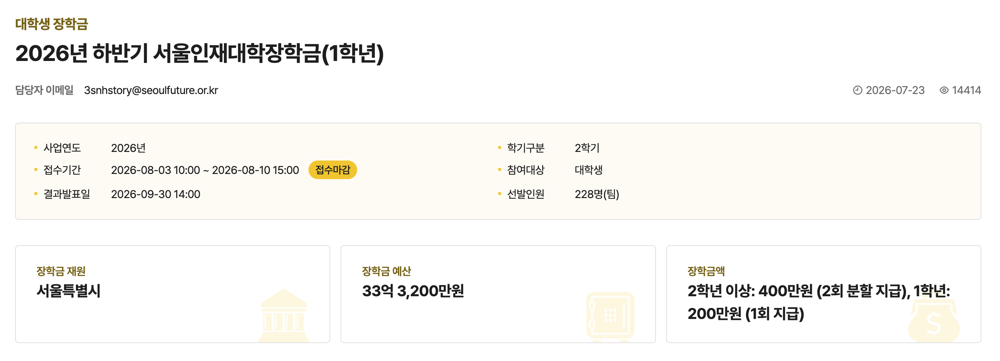 대학생 장학금
2026년 하반기 서울인재대학장학금(1학년)
담당자 이메일 3snhstory@seoulfuture.or.kr 2026-07-23 14414
사업연도 2026년 학기구분 2학기
접수기간 2026-08-03 10:00 ~ 2026-08-10 15:00 접수마감 참여대상 대학생
결과발표일 2026-09-30 14:00 선발인원 228명(팀)
장학금 재원
서울특별시
장학금 예산
33억 3,200만원
장학금액
2학년 이상: 400만원 (2회 분할 지급), 1학년:
200만원 (1회 지급)